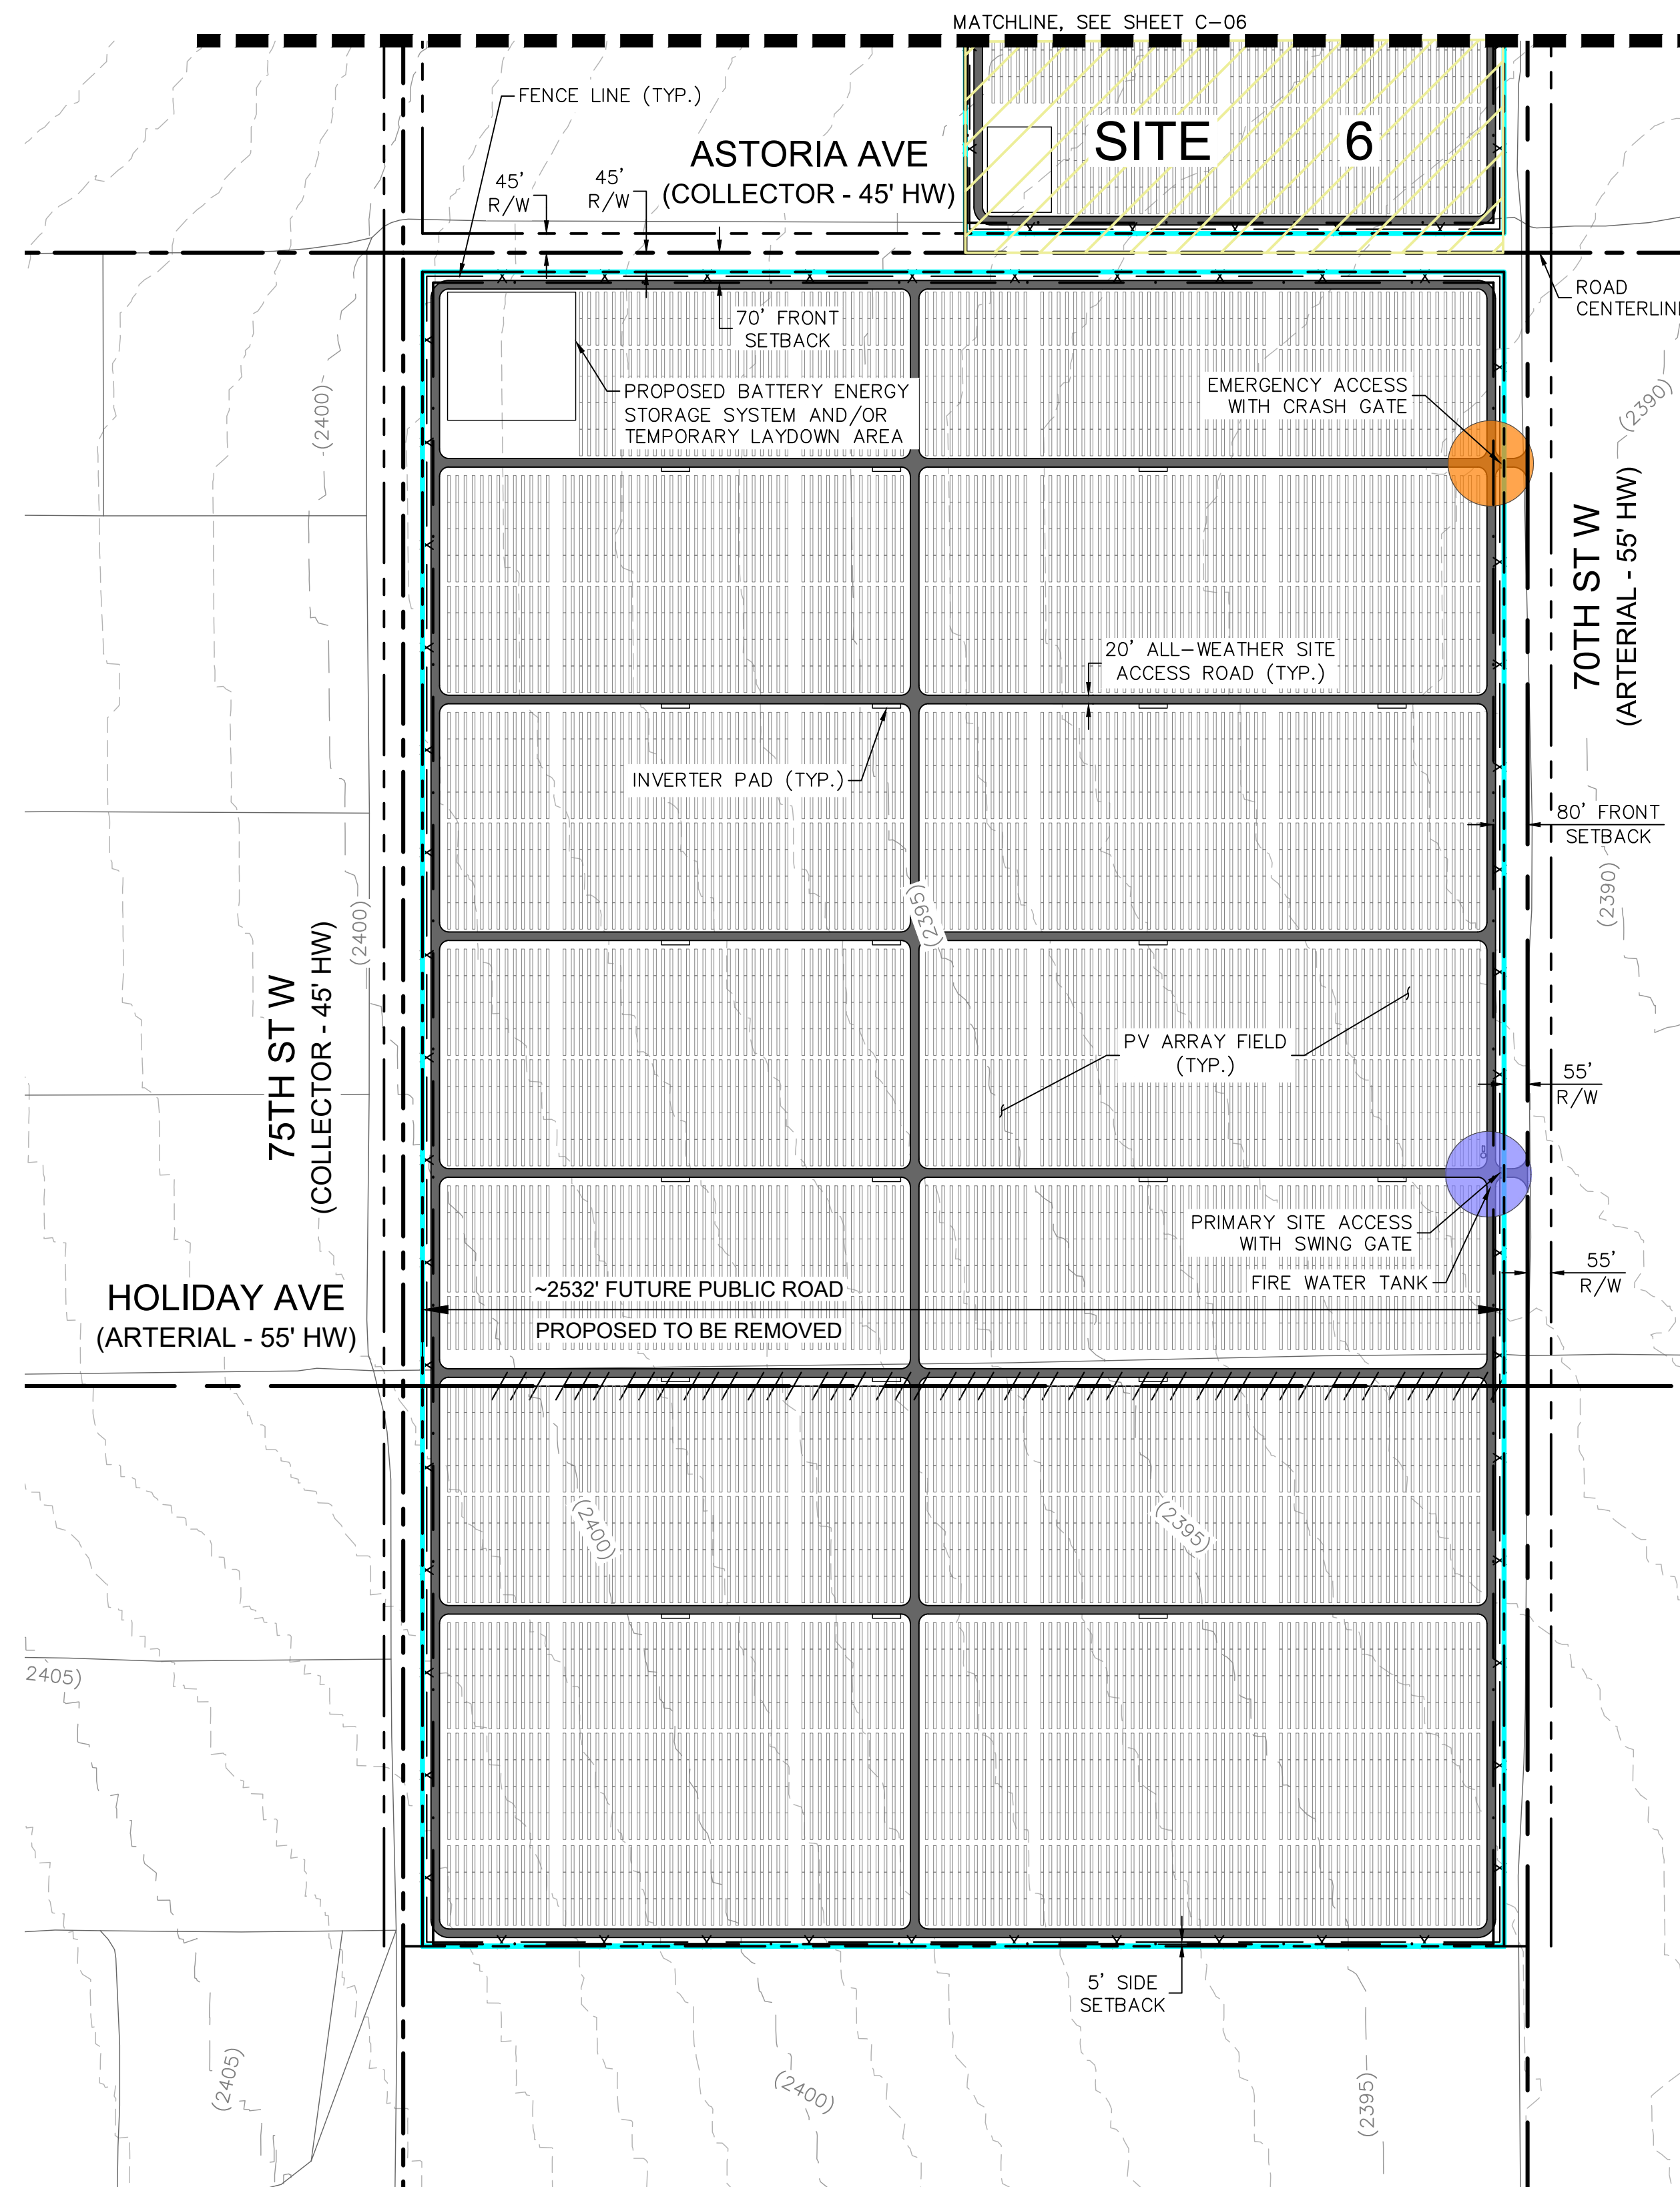 MATCHLINE, SEE SHEET C-06
FENCE LINE (TYP.)
SITE 6
ASTORIA AVE
(COLLECTOR - 45' HW)
45'
R/W
45'
R/W
ROAD
70' FRONT
SETBACK
PROPOSED BATTERY ENERGY
STORAGE SYSTEM AND/OR
TEMPORARY LAYDOWN AREA
EMERGENCY ACCESS
WITH CRASH GATE
(2400)
(2390)
70TH ST W
(ARTERIAL - 55' HW)
20' ALL-WEATHER SITE
ACCESS ROAD (TYP.)
INVERTER PAD (TYP.)
80' FRONT
SETBACK
(2400)
(2395)
(2390)
75TH ST W
(COLLECTOR - 45' HW)
PV ARRAY FIELD
(TYP.)
55'
R/W
PRIMARY SITE ACCESS
WITH SWING GATE
FIRE WATER TANK
55'
R/W
HOLIDAY AVE
(ARTERIAL - 55' HW)
~2532' FUTURE PUBLIC ROAD
PROPOSED TO BE REMOVED
(2400)
(2395)
2405)
5' SIDE
SETBACK
(2405)
(2400)
(2395)